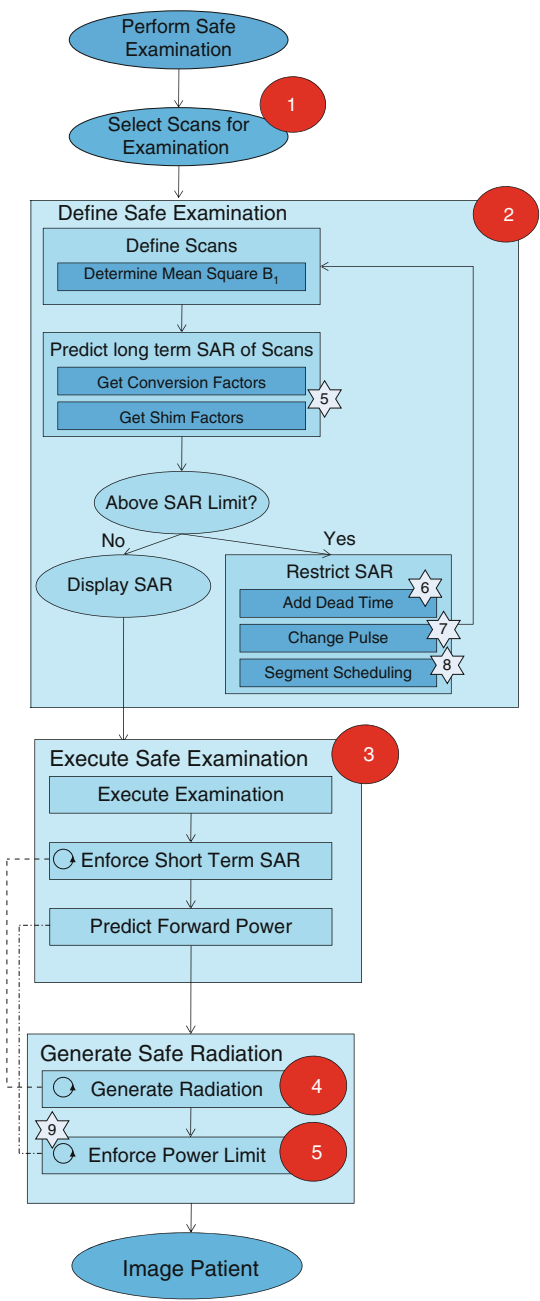 Perform Safe
Examination
1
Select Scans for
Examination
2
Define Safe Examination
Define Scans
Determine Mean Square B₁
Predict long term SAR of Scans
Get Conversion Factors
5
Get Shim Factors
Above SAR Limit?
No
Yes
Display SAR
Restrict SAR
6
Add Dead Time
7
Change Pulse
8
Segment Scheduling
3
Execute Safe Examination
Execute Examination
Enforce Short Term SAR
Predict Forward Power
Generate Safe Radiation
Generate Radiation
4
9
Enforce Power Limit
5
Image Patient